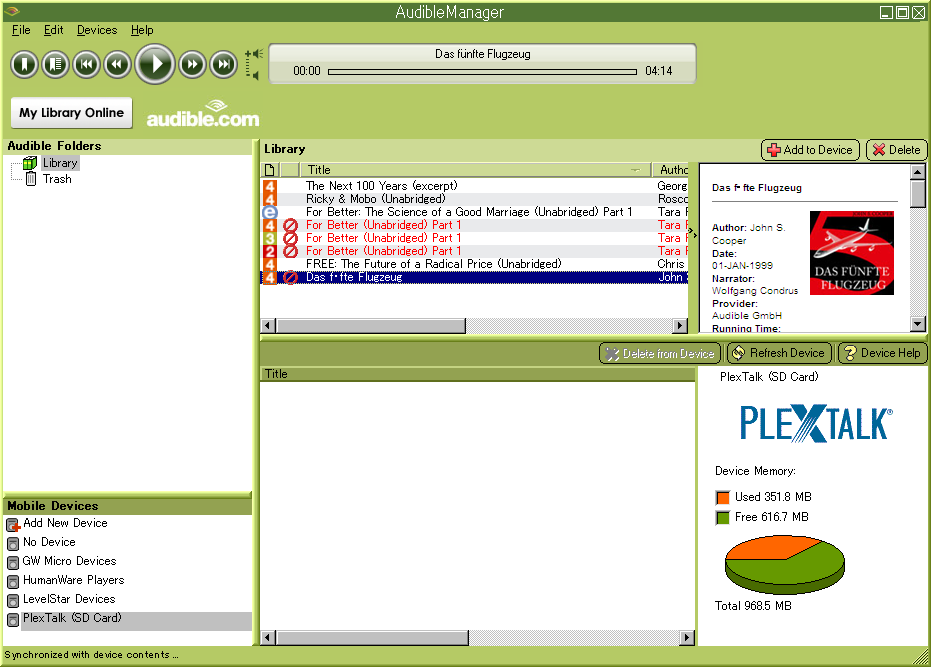 AudibleManager
File Edit Devices Help
Das fünfte Flugzeug
00:00 04:14
My Library Online
audible.com
Audible Folders
Library
Trash
Library
Add to Device Delete
Title Autho
4 The Next 100 Years (excerpt) Georg
4 Ricky & Mobo (Unabridged) Rosco
e For Better: The Science of a Good Marriage (Unabridged) Part 1 Tara F
4 For Better (Unabridged) Part 1 Tara F
3 For Better (Unabridged) Part 1 Tara F
2 For Better (Unabridged) Part 1 Tara F
4 FREE: The Future of a Radical Price (Unabridged) Chris
4 Das f・fte Flugzeug John S
Das f・fte Flugzeug
Author: John S.
Cooper
Date:
01-JAN-1999
Narrator:
Wolfgang Condrus
Provider:
Audible GmbH
Running Time:
JOHN S. COOPER
DAS FÜNFTE
FLUGZEUG
Delete from Device Refresh Device Device Help
Title
PlexTalk (SD Card)
PLEXTALK®
Device Memory:
Used 351.8 MB
Free 616.7 MB
Total 968.5 MB
Mobile Devices
Add New Device
No Device
GW Micro Devices
HumanWare Players
LevelStar Devices
PlexTalk (SD Card)
Synchronized with device contents ...